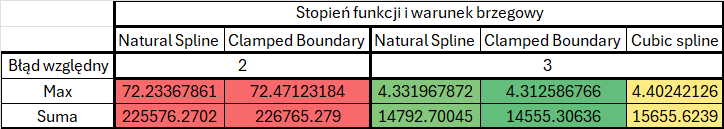 Stopień funkcji i warunek brzegowy
Natural Spline Clamped Boundary Natural Spline Clamped Boundary Cubic spline
Błąd względny 2 3
Max 72.23367861 72.47123184 4.331967872 4.312586766 4.40242126
Suma 225576.2702 226765.279 14792.70045 14555.30636 15655.6239